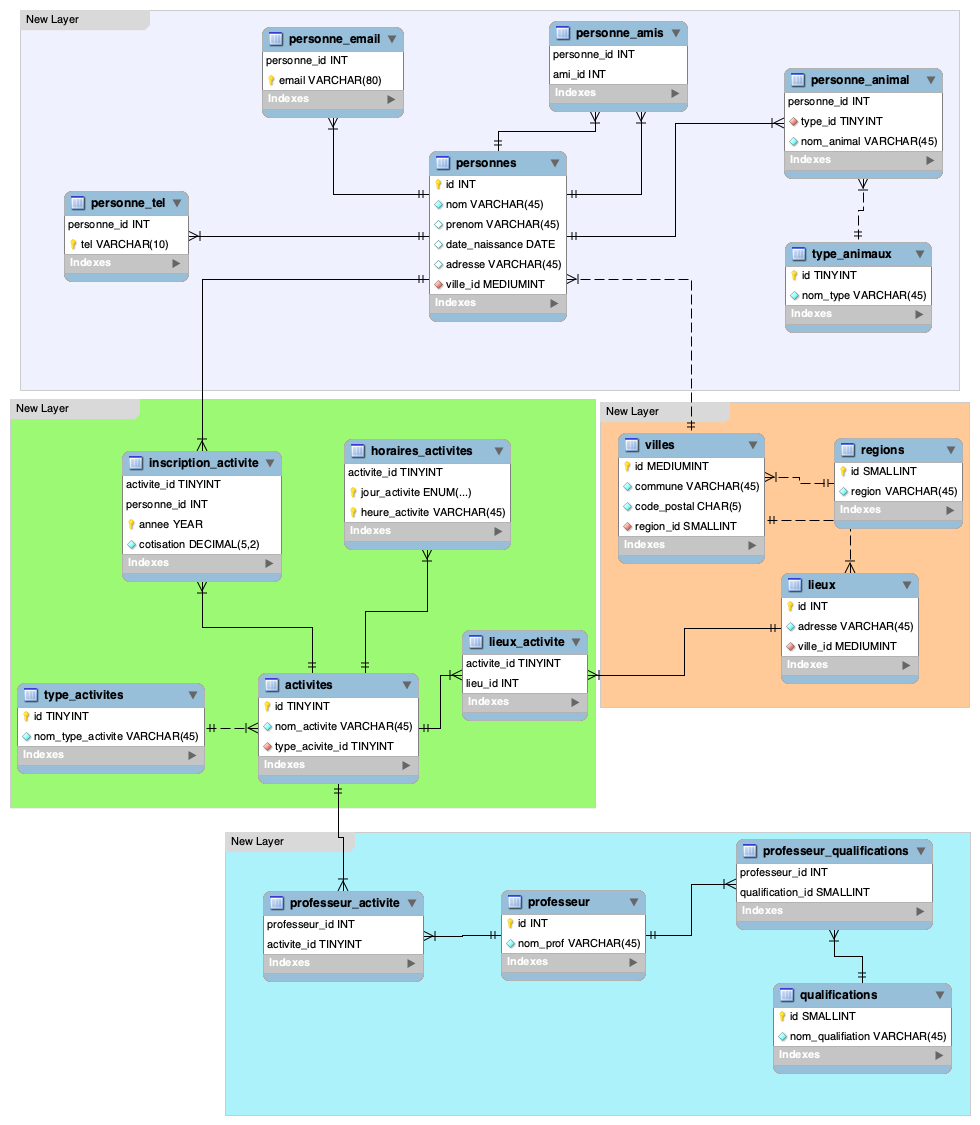 New Layer
personne_email
personne_id INT
email VARCHAR(80)
Indexes
personne_amis
personne_id INT
ami_id INT
Indexes
personne_animal
personne_id INT
type_id TINYINT
nom_animal VARCHAR(45)
Indexes
personnes
id INT
nom VARCHAR(45)
prenom VARCHAR(45)
date_naissance DATE
adresse VARCHAR(45)
ville_id MEDIUMINT
Indexes
personne_tel
personne_id INT
tel VARCHAR(10)
Indexes
type_animaux
id TINYINT
nom_type VARCHAR(45)
Indexes
New Layer
inscription_activite
activite_id TINYINT
personne_id INT
annee YEAR
cotisation DECIMAL(5,2)
Indexes
horaires_activites
activite_id TINYINT
jour_activite ENUM(...)
heure_activite VARCHAR(45)
Indexes
lieux_activite
activite_id TINYINT
lieu_id INT
Indexes
type_activites
id TINYINT
nom_type_activite VARCHAR(45)
Indexes
activites
id TINYINT
nom_activite VARCHAR(45)
type_acivite_id TINYINT
Indexes
New Layer
villes
id MEDIUMINT
commune VARCHAR(45)
code_postal CHAR(5)
region_id SMALLINT
Indexes
regions
id SMALLINT
region VARCHAR(45)
Indexes
lieux
id INT
adresse VARCHAR(45)
ville_id MEDIUMINT
Indexes
New Layer
professeur_activite
professeur_id INT
activite_id TINYINT
Indexes
professeur
id INT
nom_prof VARCHAR(45)
Indexes
professeur_qualifications
professeur_id INT
qualification_id SMALLINT
Indexes
qualifications
id SMALLINT
nom_qualifiation VARCHAR(45)
Indexes